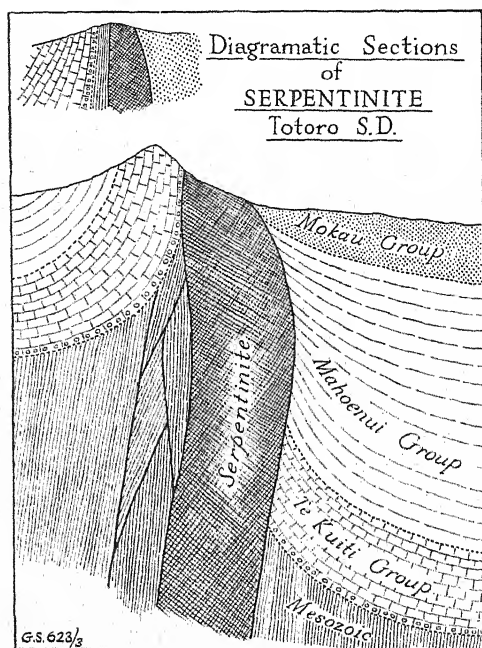 Diagramatic Sections
of
SERPENTINITE
Totoro S.D.
Mokau Group
Mahoenui Group
Serpentinite
Te Kuiti Group
Mesozoic
G.S. 623/3